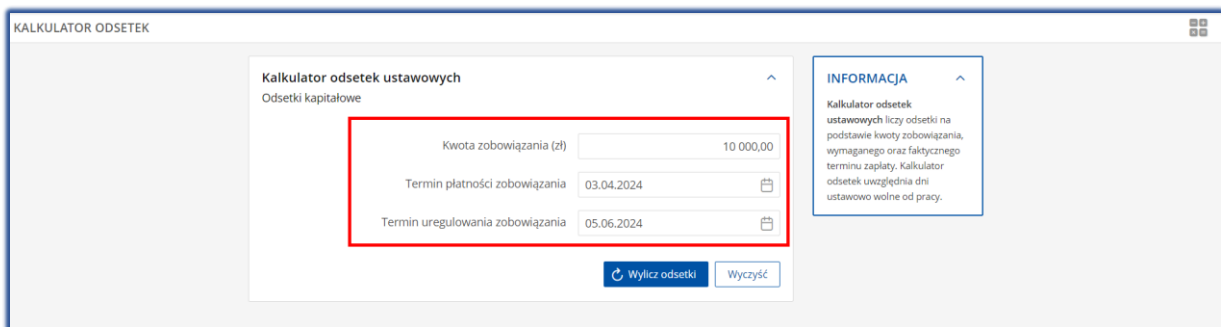 KALKULATOR ODSETEK
Kalkulator odsetek ustawowych
Odsetki kapitałowe
Kwota zobowiązania (zł) 10 000,00
Termin płatności zobowiązania 03.04.2024
Termin uregulowania zobowiązania 05.06.2024
Wylicz odsetki Wyczyść
INFORMACJA
Kalkulator odsetek
ustawowych liczy odsetki na
podstawie kwoty zobowiązania,
wymaganego oraz faktycznego
terminu zapłaty. Kalkulator
odsetek uwzględnia dni
ustawowo wolne od pracy.